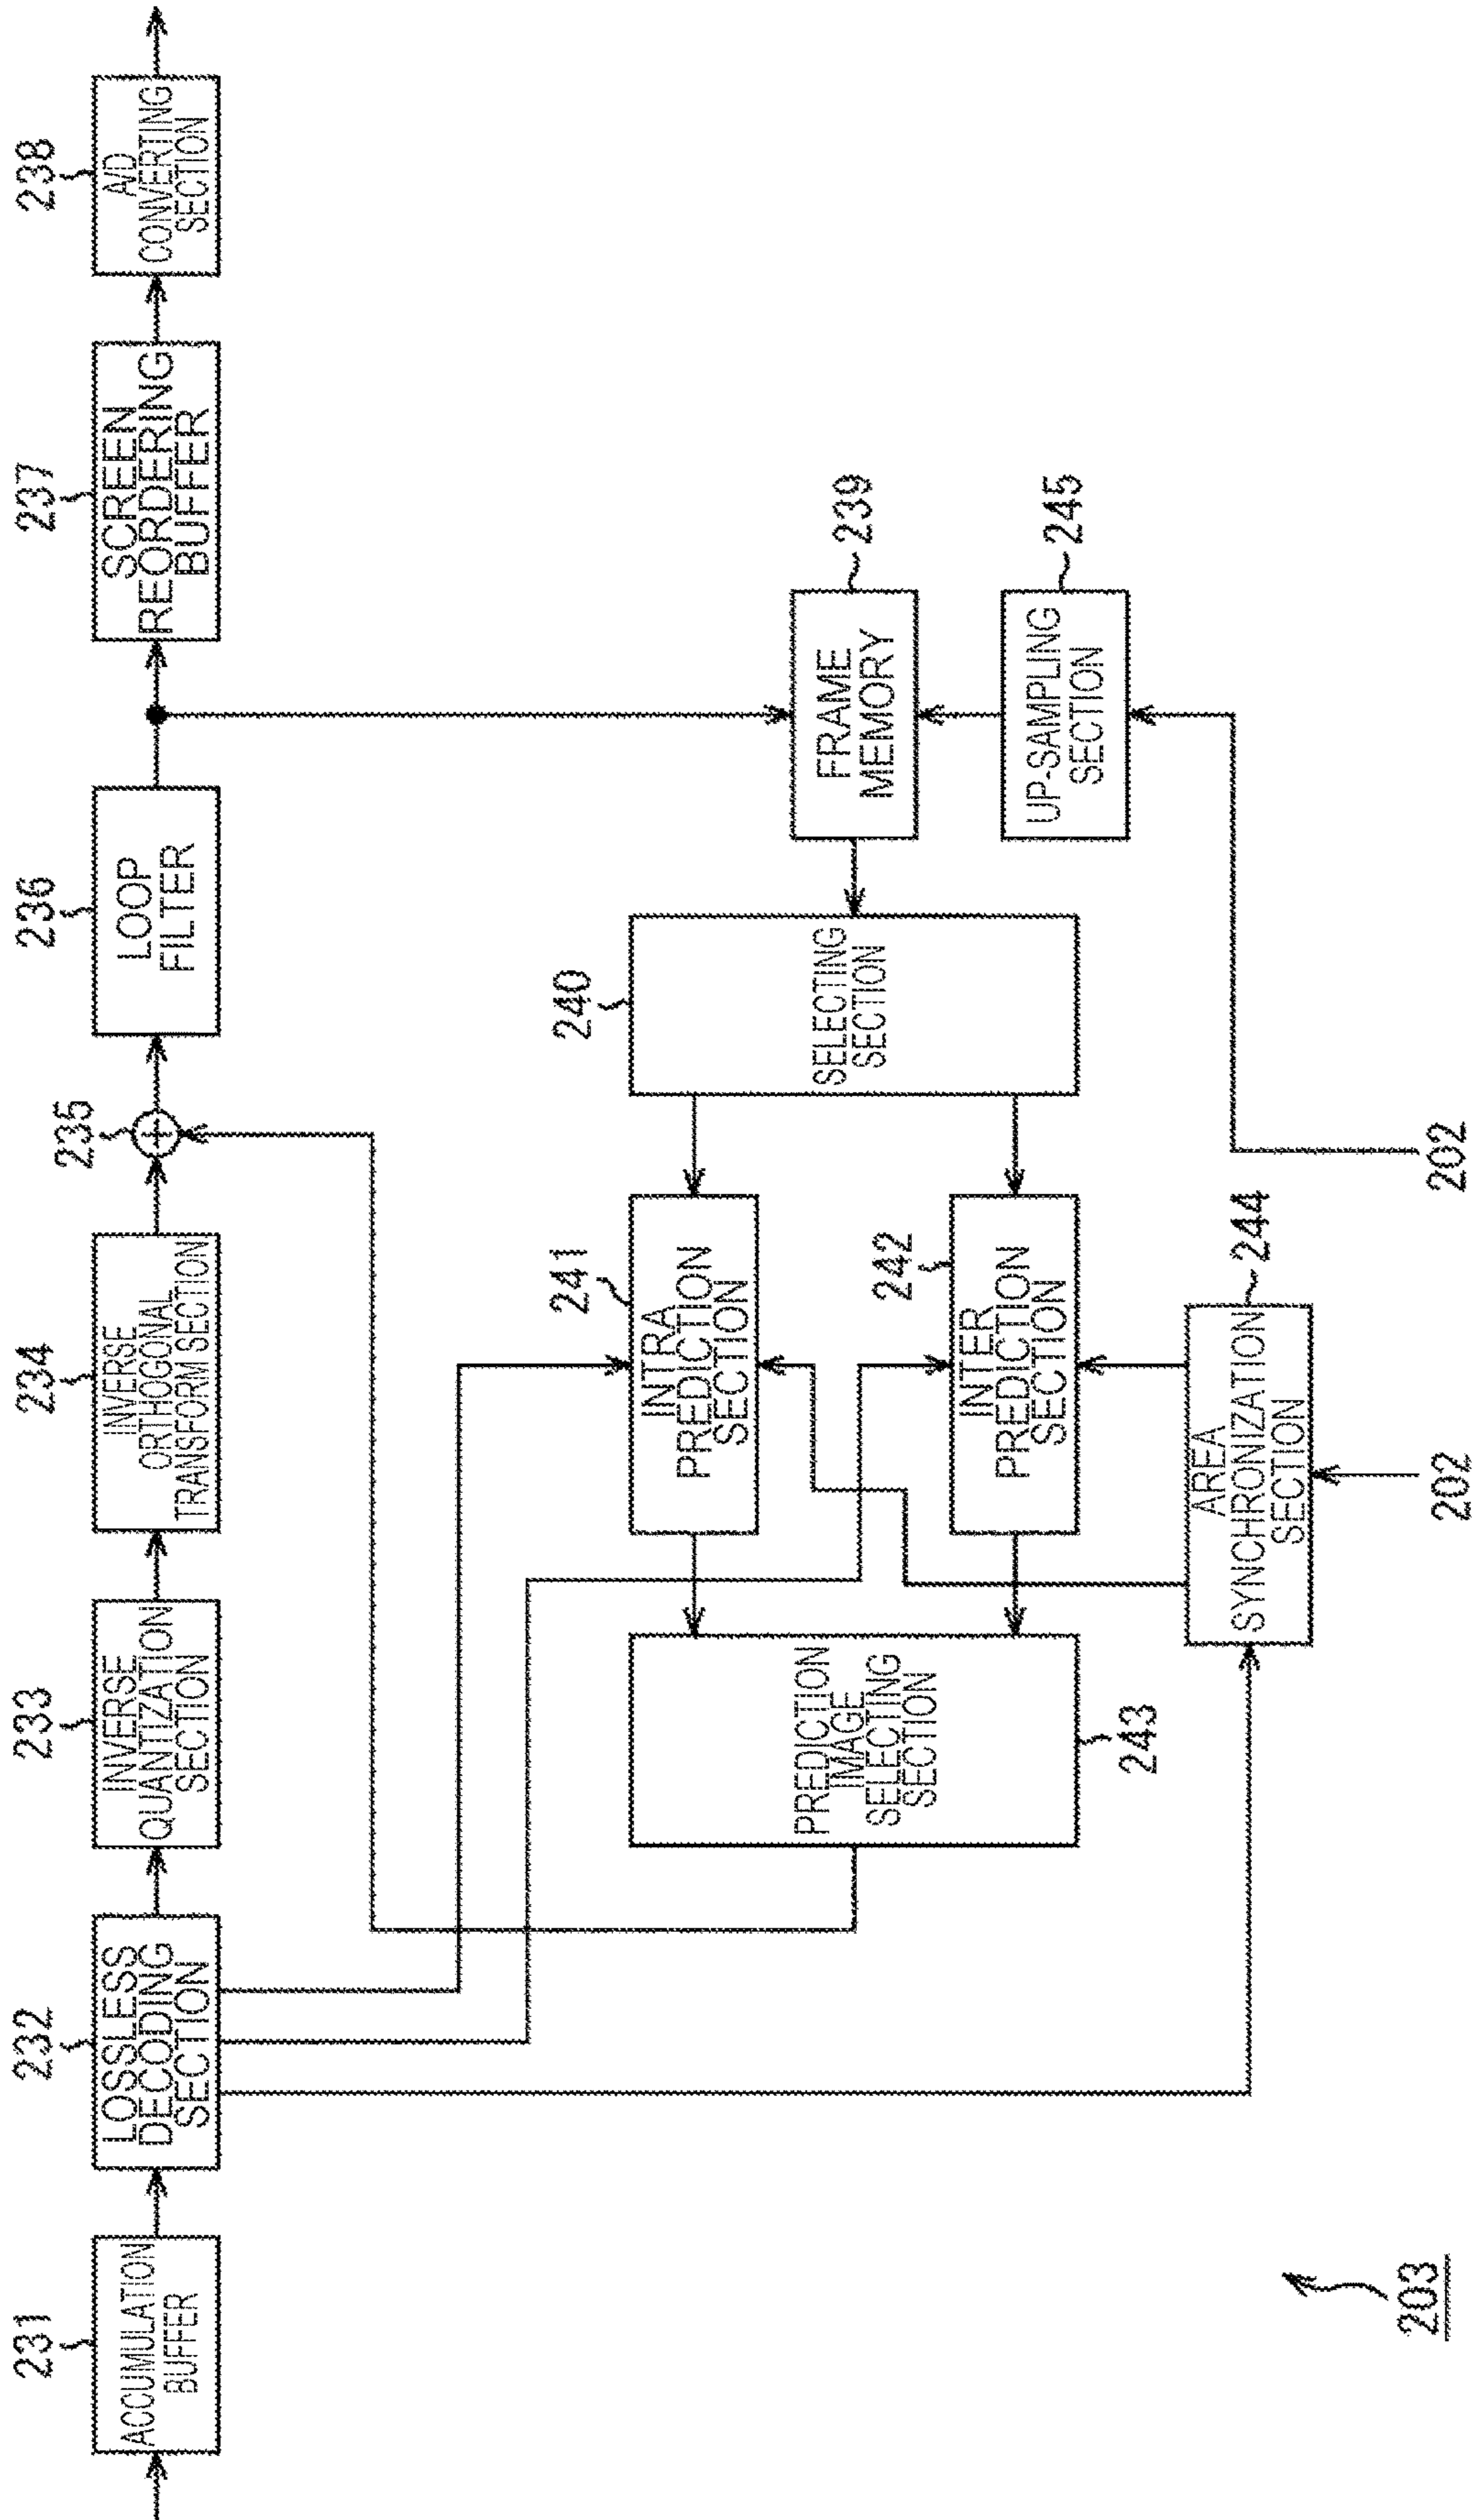 231
ACCUMULATION
BUFFER
232
LOSSLESS
DECODING
SECTION
233
INVERSE
QUANTIZATION
SECTION
234
INVERSE
ORTHOGONAL
TRANSFORM SECTION
235
236
LOOP
FILTER
237
SCREEN
REORDERING
BUFFER
238
A/D
CONVERTING
SECTION
243
PREDICTION
IMAGE
SELECTING
SECTION
241
INTRA
PREDICTION
SECTION
242
INTER
PREDICTION
SECTION
240
SELECTING
SECTION
239
FRAME
MEMORY
245
UP-SAMPLING
SECTION
244
AREA
SYNCHRONIZATION
SECTION
202
202
203